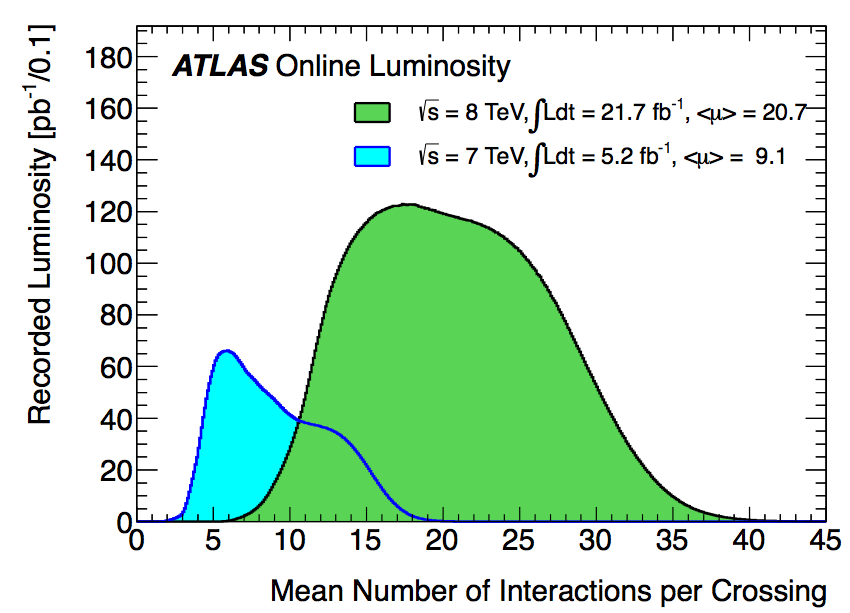 ATLAS Online Luminosity
√s = 8 TeV, ∫Ldt = 21.7 fb⁻¹, <μ> = 20.7
√s = 7 TeV, ∫Ldt = 5.2 fb⁻¹, <μ> = 9.1
Recorded Luminosity [pb⁻¹/0.1]
180
160
140
120
100
80
60
40
20
0
0 5 10 15 20 25 30 35 40 45
Mean Number of Interactions per Crossing